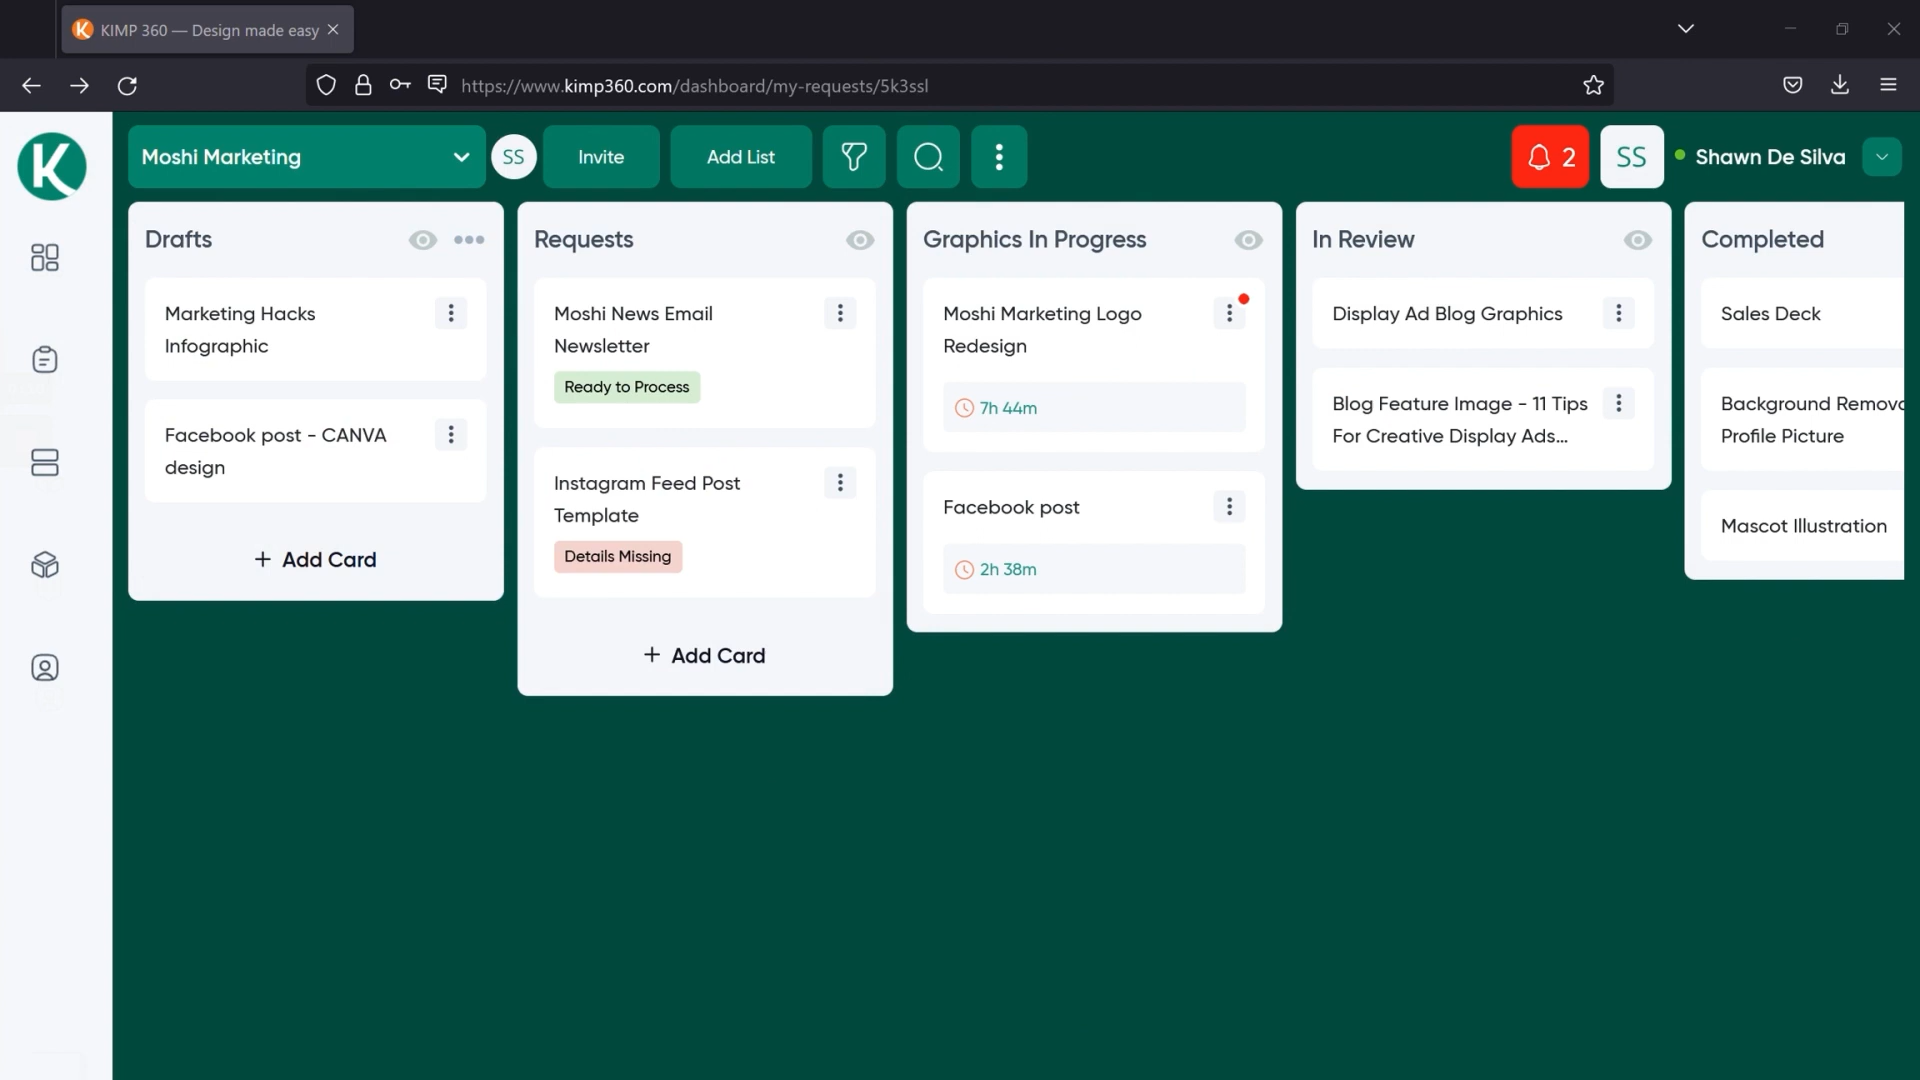 KIMP 360 — Design made easy
https://www.kimp360.com/dashboard/my-requests/5k3ssl
K
Moshi Marketing
SS
Invite
Add List
2
SS
Shawn De Silva
Drafts
Marketing Hacks
Infographic
Facebook post - CANVA
design
+ Add Card
Requests
Moshi News Email
Newsletter
Ready to Process
Instagram Feed Post
Template
Details Missing
+ Add Card
Graphics In Progress
Moshi Marketing Logo
Redesign
7h 44m
Facebook post
2h 38m
In Review
Display Ad Blog Graphics
Blog Feature Image - 11 Tips
For Creative Display Ads...
Completed
Sales Deck
Background Remov
Profile Picture
Mascot Illustration